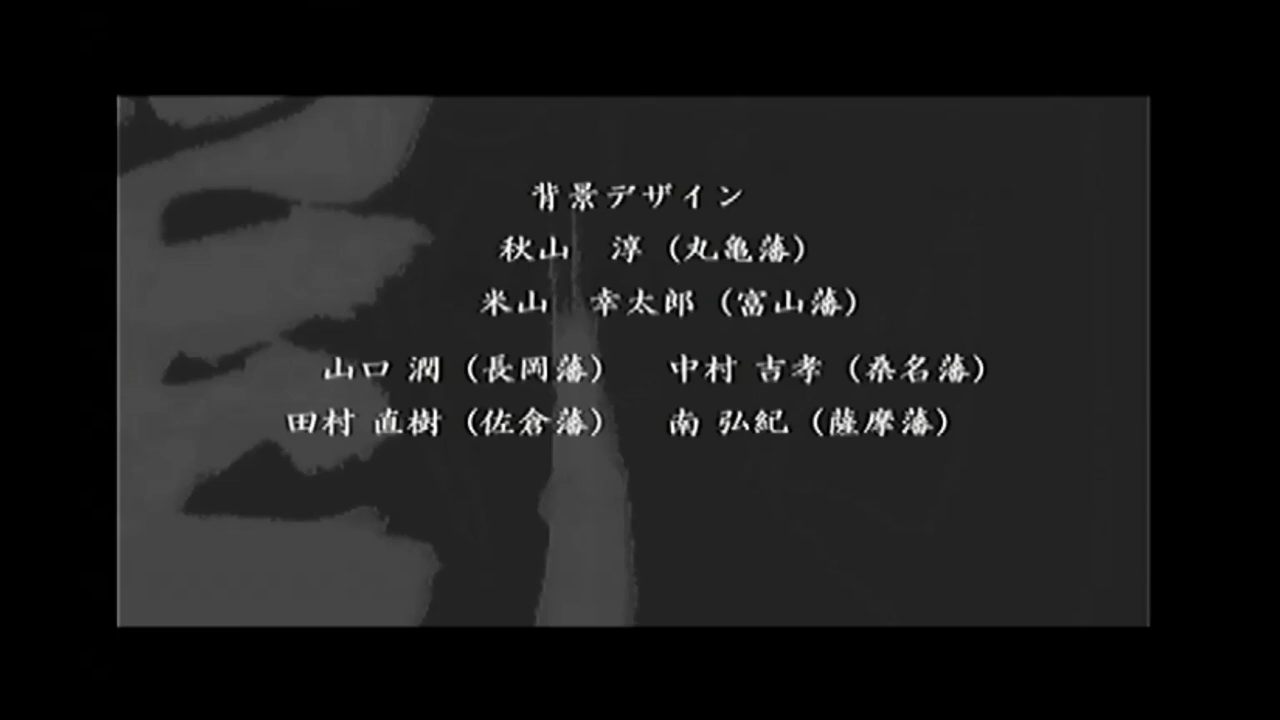 背景デザイン
秋山　淳（丸亀藩）
米山　幸太郎（富山藩）
山口 潤（長岡藩）　中村 吉孝（桑名藩）
田村 直樹（佐倉藩）　南 弘紀（薩摩藩）